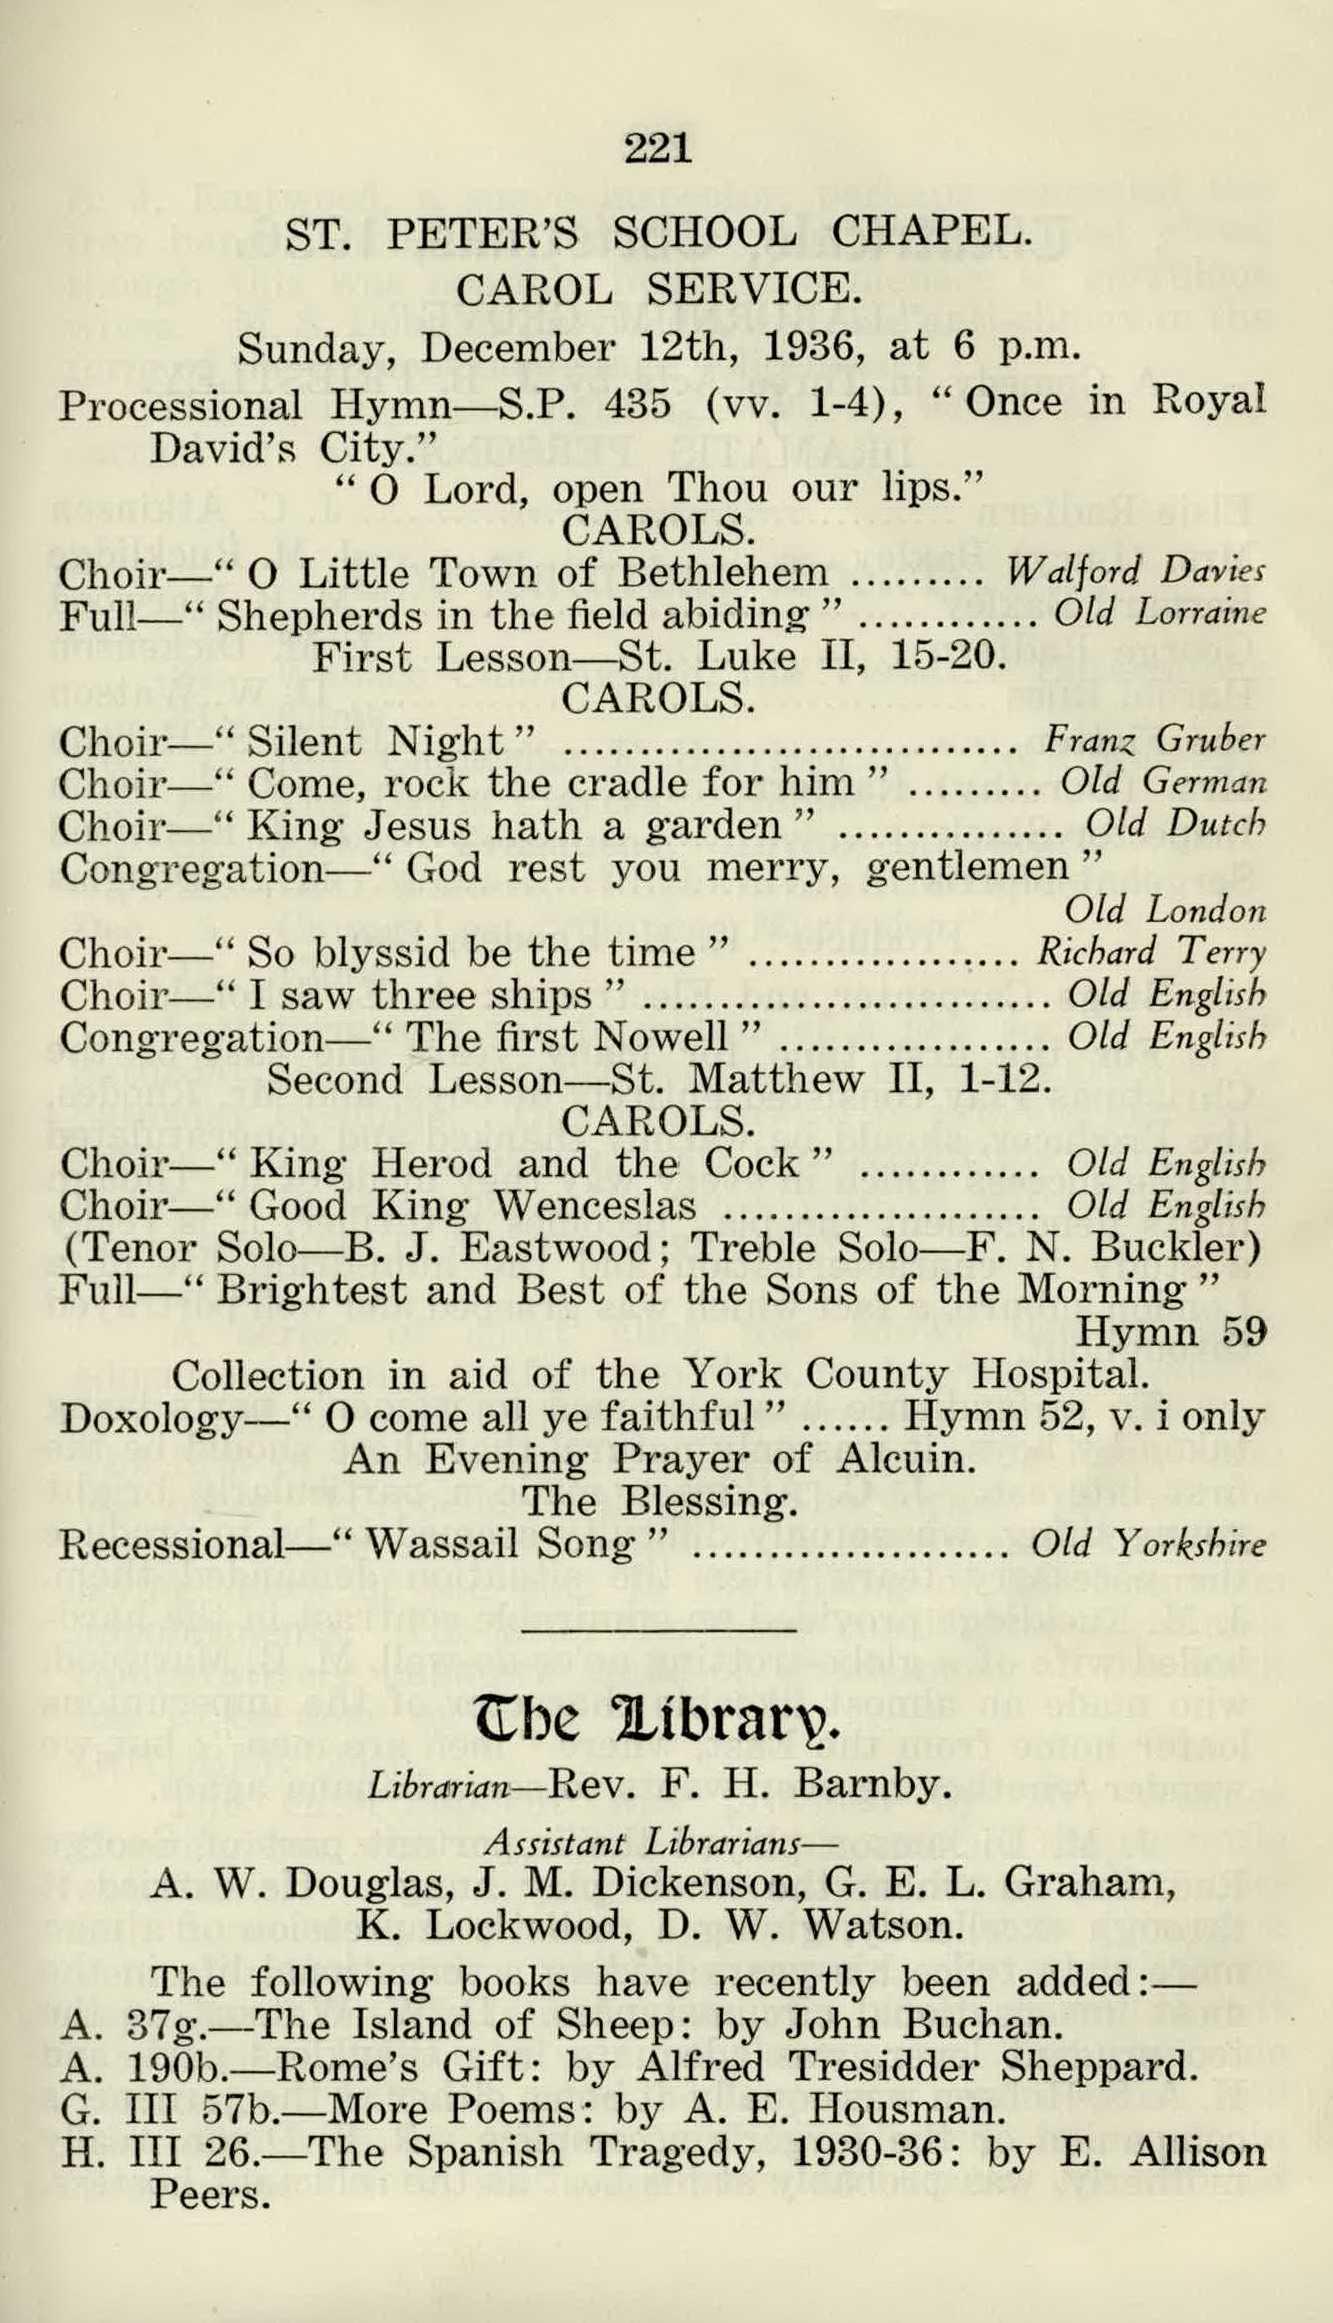 221
ST. PETER'S SCHOOL CHAPEL.
CAROL SERVICE.
Sunday, December 12th, 1936, at 6 p.m.
Processional Hymn—S.P. 435 (vv. 1-4), “ Once in Royal
David's City.”
“ O Lord, open Thou our lips.”
CAROLS.
Choir—“ O Little Town of Bethlehem ......... Walford Davies
Full—“ Shepherds in the field abiding ” ............ Old Lorraine
First Lesson—St. Luke II, 15-20.
CAROLS.
Choir—“ Silent Night ” .............................. Franz Gruber
Choir—“ Come, rock the cradle for him ” ......... Old German
Choir—“ King Jesus hath a garden ” ............... Old Dutch
Congregation—“ God rest you merry, gentlemen ”
Old London
Choir—“ So blyssid be the time ” .................. Richard Terry
Choir—“ I saw three ships ” ........................... Old English
Congregation—“ The first Nowell ” .................. Old English
Second Lesson—St. Matthew II, 1-12.
CAROLS.
Choir—“ King Herod and the Cock ” ............ Old English
Choir—“ Good King Wenceslas ..................... Old English
(Tenor Solo—B. J. Eastwood; Treble Solo—F. N. Buckler)
Full—“ Brightest and Best of the Sons of the Morning ”
Hymn 59
Collection in aid of the York County Hospital.
Doxology—“ O come all ye faithful ” ...... Hymn 52, v. i only
An Evening Prayer of Alcuin.
The Blessing.
Recessional—“ Wassail Song ” ..................... Old Yorkshire
The Library.
Librarian—Rev. F. H. Barnby.
Assistant Librarians—
A. W. Douglas, J. M. Dickenson, G. E. L. Graham,
K. Lockwood, D. W. Watson.
The following books have recently been added:—
A. 37g.—The Island of Sheep: by John Buchan.
A. 190b.—Rome's Gift: by Alfred Tresidder Sheppard.
G. III 57b.—More Poems: by A. E. Housman.
H. III 26.—The Spanish Tragedy, 1930-36: by E. Allison
Peers.